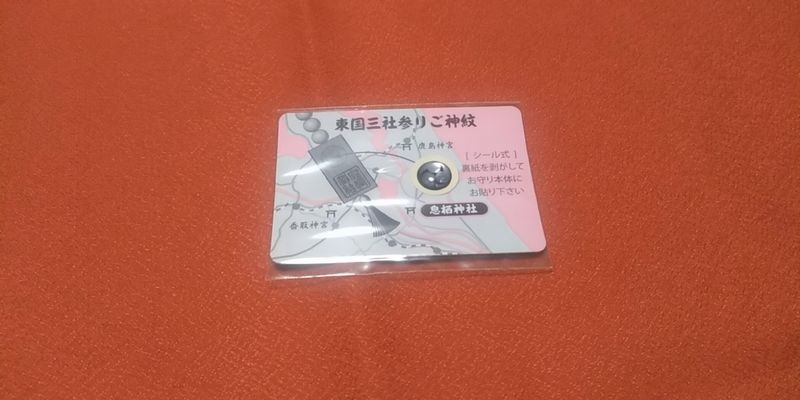 東国三社参りご神紋
鹿島神宮
[ シール式 ]
裏紙を剥がして
お守り本体に
お貼り下さい
息栖神社
香取神宮